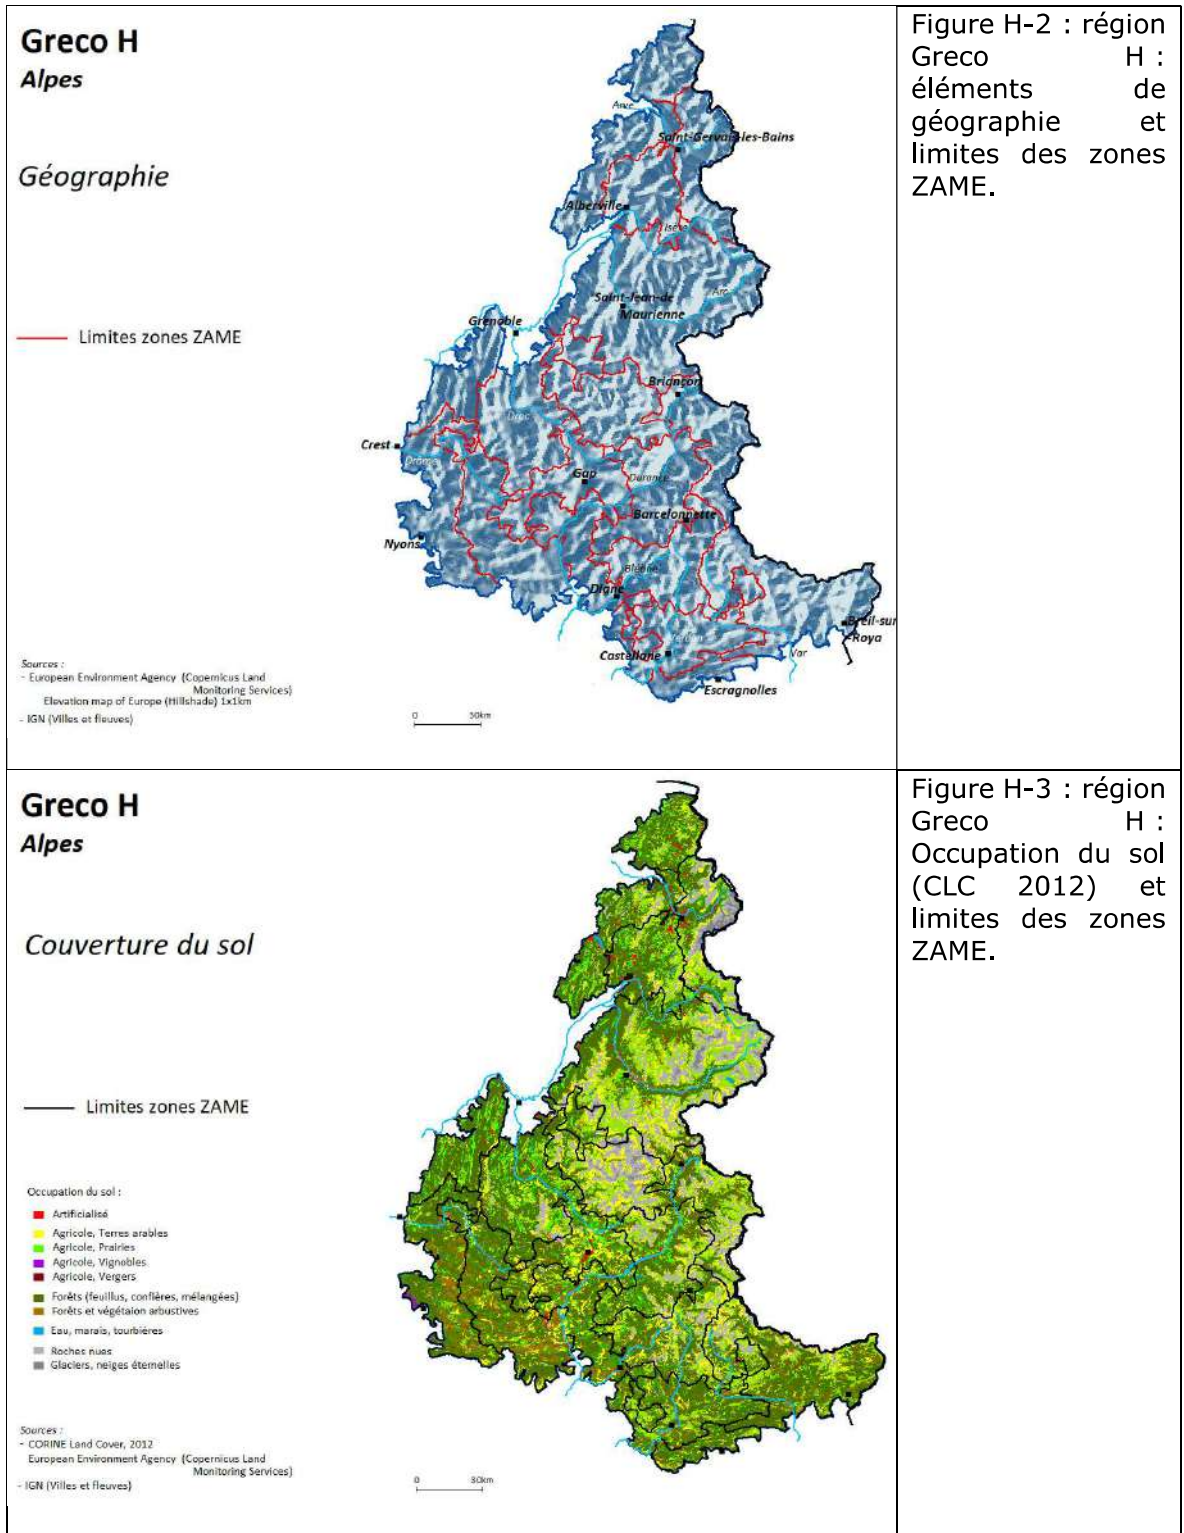 Greco H
Alpes
Géographie
Limites zones ZAME
Arve
Saint-Gervais-les-Bains
Alberville
Isère
Arc
Saint-Jean-de
Maurienne
Grenoble
Briançon
Drac
Crest
Drôme
Gap
Durance
Barcelonnette
Nyons
Bléone
Digne
Breil-sur
-Roya
Castellane
Var
Escragnolles
Sources :
- European Environment Agency (Copernicus Land
Monitoring Services)
Elevation map of Europe (Hillshade) 1x1km
- IGN (Villes et fleuves)
0 30km
Figure H-2 : région
Greco H :
éléments de
géographie et
limites des zones
ZAME.
Greco H
Alpes
Couverture du sol
Limites zones ZAME
Occupation du sol :
Artificialisé
Agricole, Terres arables
Agricole, Prairies
Agricole, Vignobles
Agricole, Vergers
Forêts (feuillus, conifères, mélangées)
Forêts et végétaion arbustives
Eau, marais, tourbières
Roches nues
Glaciers, neiges éternelles
Sources :
- CORINE Land Cover, 2012
European Environment Agency (Copernicus Land
Monitoring Services)
- IGN (Villes et fleuves)
0 30km
Figure H-3 : région
Greco H :
Occupation du sol
(CLC 2012) et
limites des zones
ZAME.